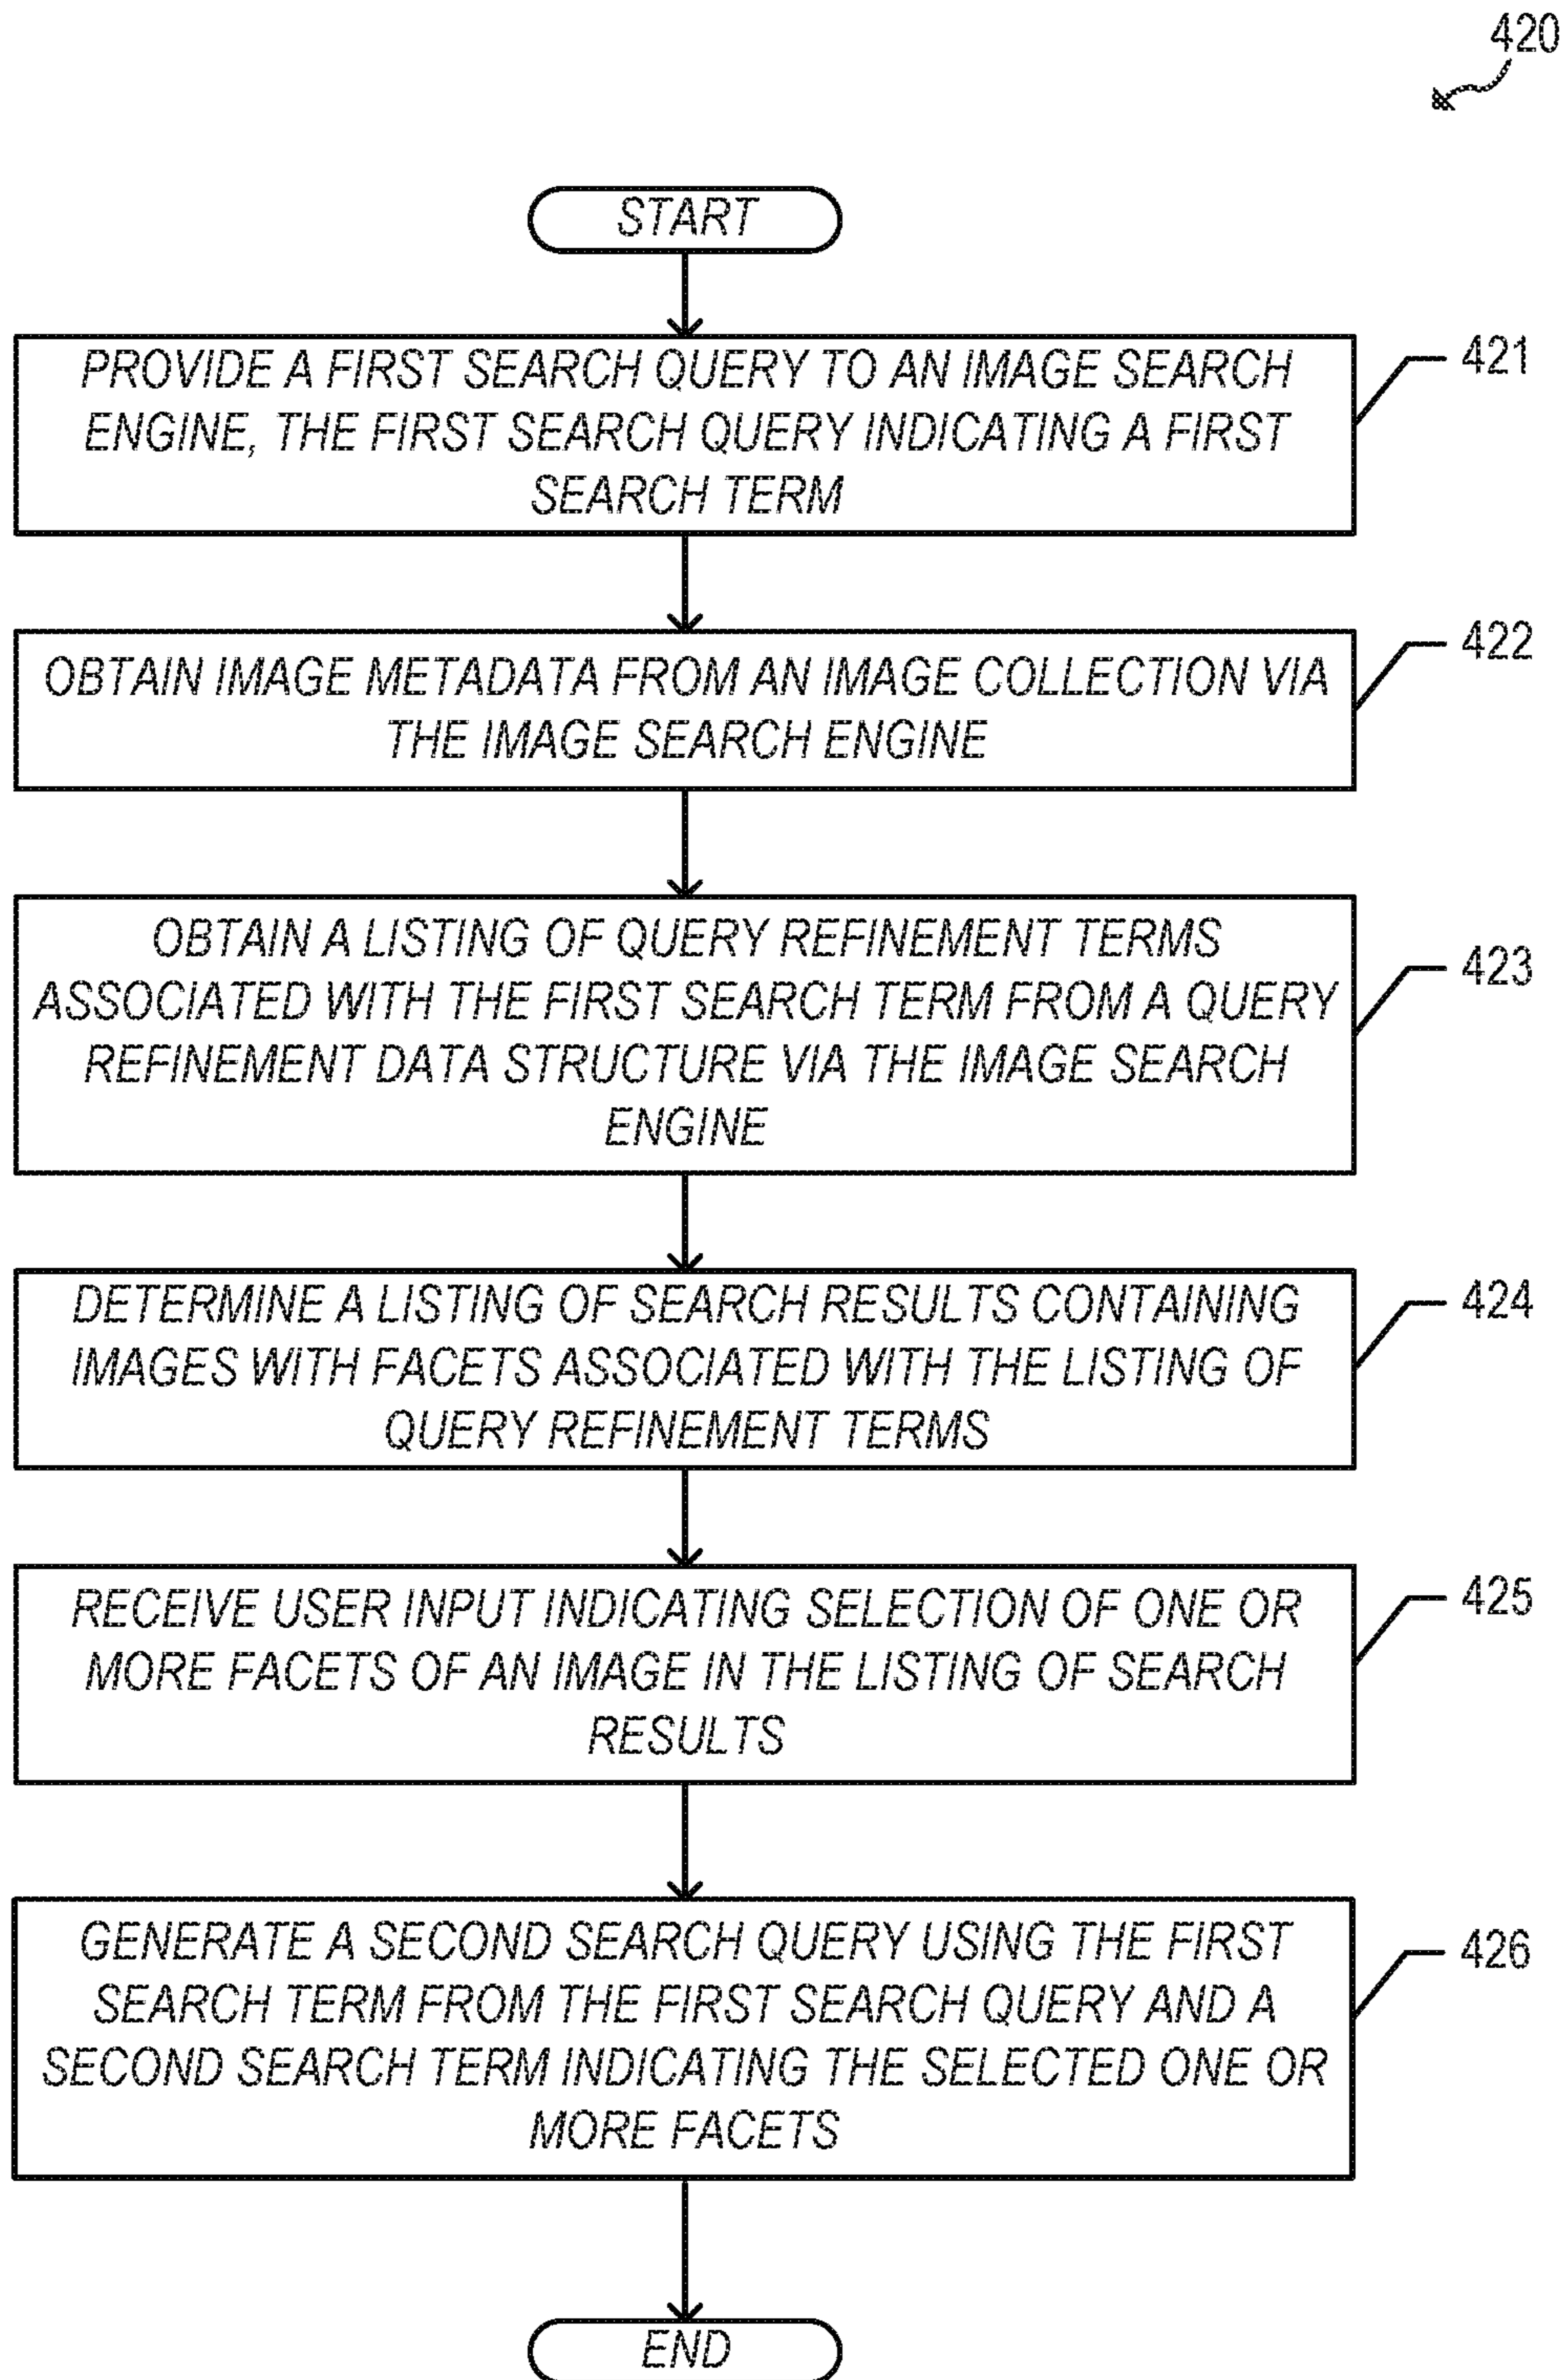 420
START
PROVIDE A FIRST SEARCH QUERY TO AN IMAGE SEARCH
ENGINE, THE FIRST SEARCH QUERY INDICATING A FIRST
SEARCH TERM
421
OBTAIN IMAGE METADATA FROM AN IMAGE COLLECTION VIA
THE IMAGE SEARCH ENGINE
422
OBTAIN A LISTING OF QUERY REFINEMENT TERMS
ASSOCIATED WITH THE FIRST SEARCH TERM FROM A QUERY
REFINEMENT DATA STRUCTURE VIA THE IMAGE SEARCH
ENGINE
423
DETERMINE A LISTING OF SEARCH RESULTS CONTAINING
IMAGES WITH FACETS ASSOCIATED WITH THE LISTING OF
QUERY REFINEMENT TERMS
424
RECEIVE USER INPUT INDICATING SELECTION OF ONE OR
MORE FACETS OF AN IMAGE IN THE LISTING OF SEARCH
RESULTS
425
GENERATE A SECOND SEARCH QUERY USING THE FIRST
SEARCH TERM FROM THE FIRST SEARCH QUERY AND A
SECOND SEARCH TERM INDICATING THE SELECTED ONE OR
MORE FACETS
426
END